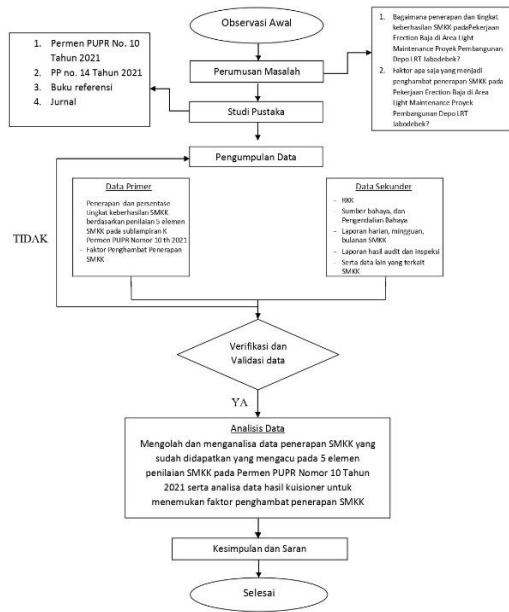 Observasi Awal
Perumusan Masalah
1. Bagaimana penerapan dan tingkat
keberhasilan SMKK padaPekerjaan
Erection Baja di Area Light
Maintenance Proyek Pembangunan
Depo LRT Jabodebek?
2. Faktor apa saja yang menjadi
penghambat penerapan SMKK pada
Pekerjaan Erection Baja di Area Light
Maintenance Proyek Pembangunan
Depo LRT Jabodebek?
1. Permen PUPR No. 10
Tahun 2021
2. PP no. 14 Tahun 2021
3. Buku referensi
4. Jurnal
Studi Pustaka
Pengumpulan Data
Data Primer
- Penerapan dan persentase
tingkat keberhasilan SMKK
berdasarkan penilaian 5 elemen
SMKK pada sublampiran K
Permen PUPR Nomor 10 th 2021
- Faktor Penghambat Penerapan
SMKK
Data Sekunder
- RKK
- Sumber bahaya, dan
Pengendalian Bahaya
- Laporan harian, mingguan,
bulanan SMKK
- Laporan hasil audit dan inspeksi
- Serta data lain yang terkait
SMKK
TIDAK
Verifikasi dan
Validasi data
YA
Analisis Data
Mengolah dan menganalisa data penerapan SMKK yang
sudah didapatkan yang mengacu pada 5 elemen
penilaian SMKK pada Permen PUPR Nomor 10 Tahun
2021 serta analisa data hasil kuisioner untuk
menemukan faktor penghambat penerapan SMKK
Kesimpulan dan Saran
Selesai